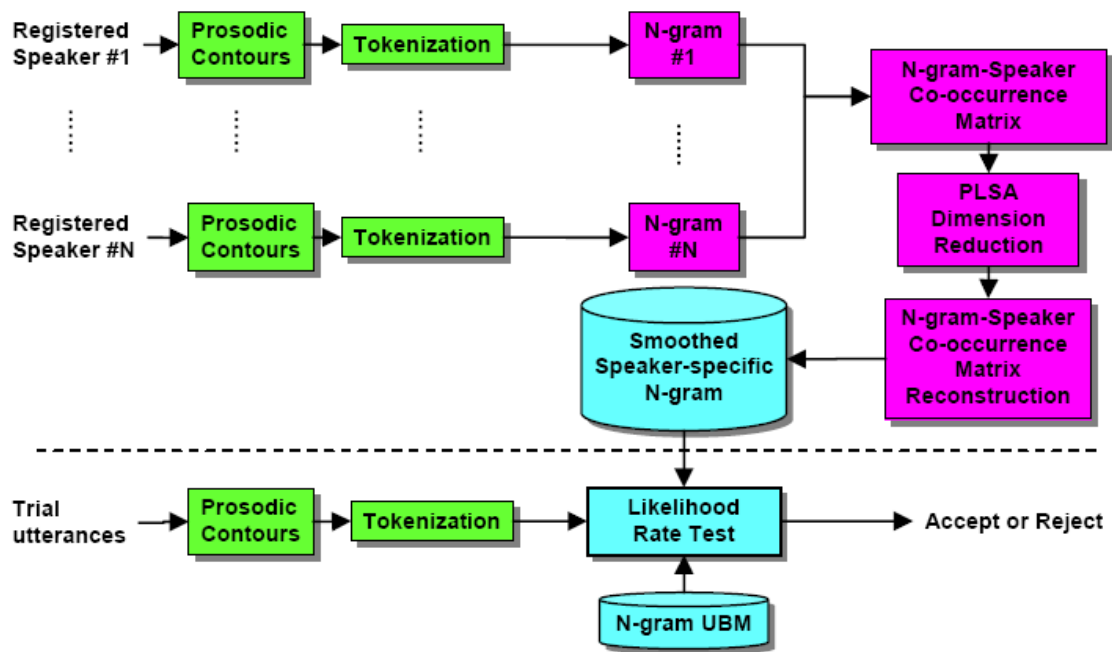 Registered
Speaker #1
Prosodic
Contours
Tokenization
N-gram
#1
N-gram-Speaker
Co-occurrence
Matrix
Registered
Speaker #N
Prosodic
Contours
Tokenization
N-gram
#N
PLSA
Dimension
Reduction
Smoothed
Speaker-specific
N-gram
N-gram-Speaker
Co-occurrence
Matrix
Reconstruction
Trial
utterances
Prosodic
Contours
Tokenization
Likelihood
Rate Test
Accept or Reject
N-gram UBM